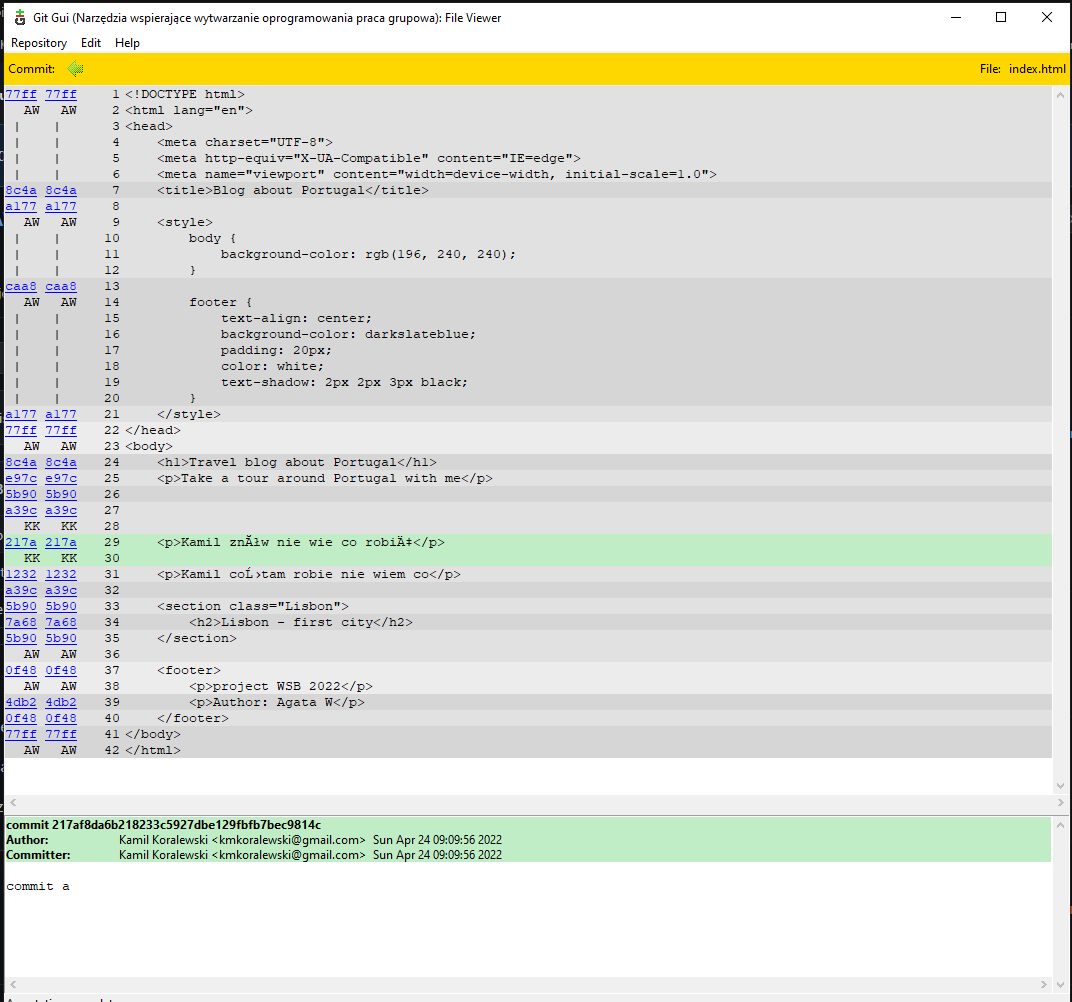 Git Gui (Narzędzia wspierające wytwarzanie oprogramowania praca grupowa): File Viewer
Repository Edit Help
Commit: File: index.html
77ff 77ff 1 <!DOCTYPE html>
AW AW 2 <html lang="en">
| | 3 <head>
| | 4 <meta charset="UTF-8">
| | 5 <meta http-equiv="X-UA-Compatible" content="IE=edge">
| | 6 <meta name="viewport" content="width=device-width, initial-scale=1.0">
8c4a 8c4a 7 <title>Blog about Portugal</title>
a177 a177 8
AW AW 9 <style>
| | 10 body {
| | 11 background-color: rgb(196, 240, 240);
| | 12 }
caa8 caa8 13
AW AW 14 footer {
| | 15 text-align: center;
| | 16 background-color: darkslateblue;
| | 17 padding: 20px;
| | 18 color: white;
| | 19 text-shadow: 2px 2px 3px black;
| | 20 }
a177 a177 21 </style>
77ff 77ff 22 </head>
AW AW 23 <body>
8c4a 8c4a 24 <h1>Travel blog about Portugal</h1>
e97c e97c 25 <p>Take a tour around Portugal with me</p>
5b90 5b90 26
a39c a39c 27
KK KK 28
217a 217a 29 <p>Kamil znĂłw nie wie co robiÄ‡</p>
KK KK 30
1232 1232 31 <p>Kamil coĹ›tam robie nie wiem co</p>
a39c a39c 32
5b90 5b90 33 <section class="Lisbon">
7a68 7a68 34 <h2>Lisbon - first city</h2>
5b90 5b90 35 </section>
AW AW 36
0f48 0f48 37 <footer>
AW AW 38 <p>project WSB 2022</p>
4db2 4db2 39 <p>Author: Agata W</p>
0f48 0f48 40 </footer>
77ff 77ff 41 </body>
AW AW 42 </html>
commit 217af8da6b218233c5927dbe129fbfb7bec9814c
Author: Kamil Koralewski <kmkoralewski@gmail.com> Sun Apr 24 09:09:56 2022
Committer: Kamil Koralewski <kmkoralewski@gmail.com> Sun Apr 24 09:09:56 2022
commit a